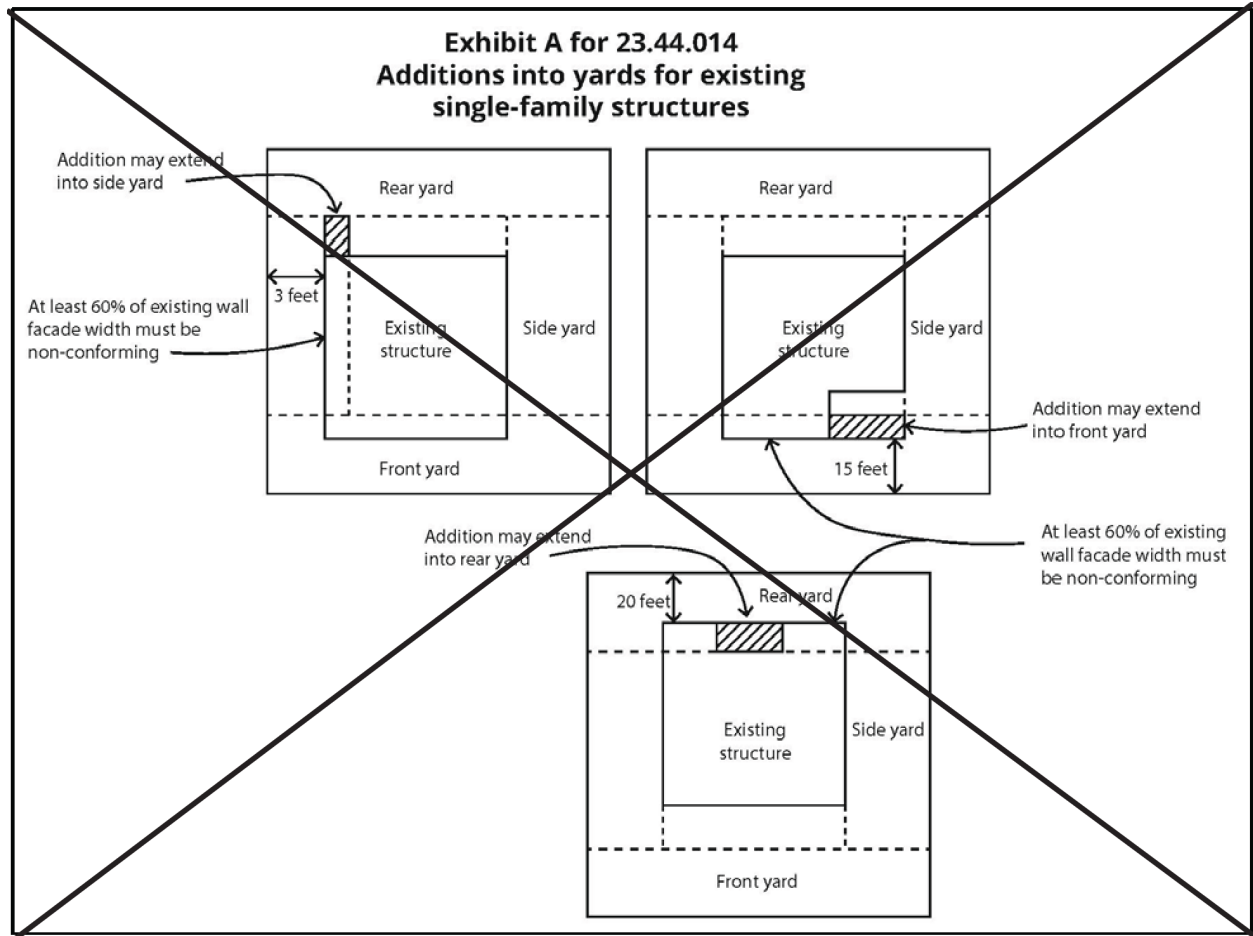 Exhibit A for 23.44.014
Additions into yards for existing
single-family structures
Addition may extend
into side yard
Rear yard
3 feet
At least 60% of existing wall
facade width must be
non-conforming
Existing
structure
Side yard
Front yard
Rear yard
Existing
structure
Side yard
Addition may extend
into front yard
15 feet
At least 60% of existing
wall facade width must
be non-conforming
Addition may extend
into rear yard
20 feet
Rear yard
Existing
structure
Side yard
Front yard